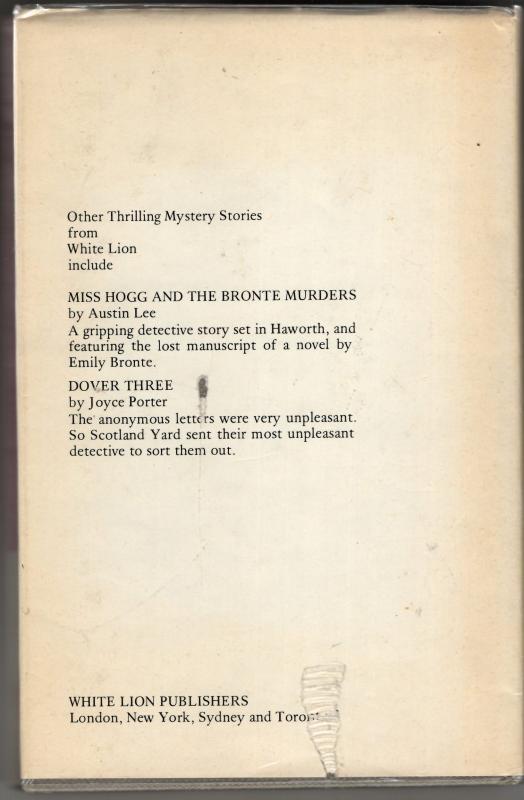 Other Thrilling Mystery Stories
from
White Lion
include
MISS HOGG AND THE BRONTE MURDERS
by Austin Lee
A gripping detective story set in Haworth, and
featuring the lost manuscript of a novel by
Emily Bronte.
DOVER THREE
by Joyce Porter
The anonymous letters were very unpleasant.
So Scotland Yard sent their most unpleasant
detective to sort them out.
WHITE LION PUBLISHERS
London, New York, Sydney and Toronto